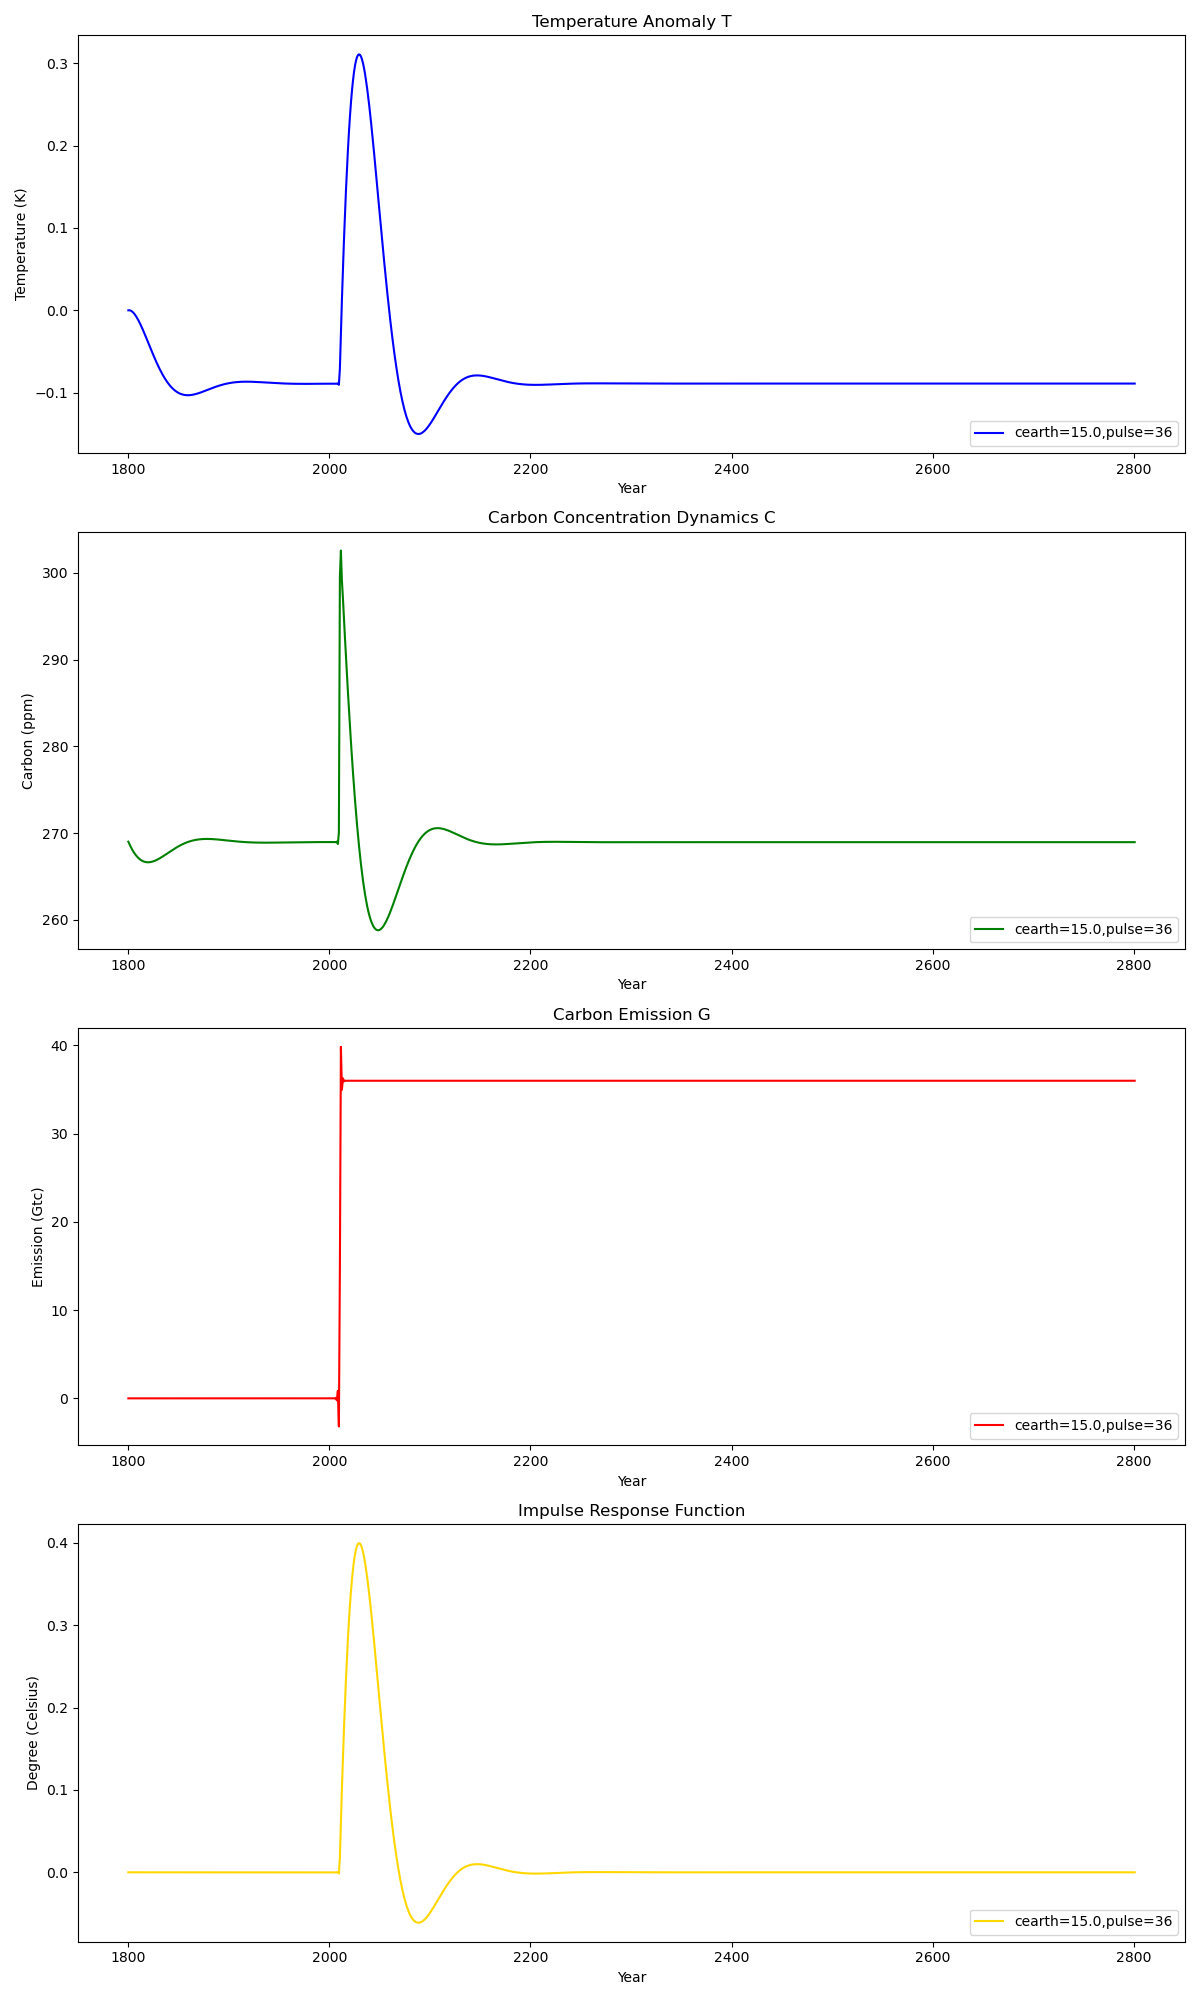 Temperature Anomaly T
0.3
0.2
0.1
0.0
−0.1
Temperature (K)
cearth=15.0,pulse=36
1800 2000 2200 2400 2600 2800
Year
Carbon Concentration Dynamics C
300
290
280
270
260
Carbon (ppm)
cearth=15.0,pulse=36
1800 2000 2200 2400 2600 2800
Year
Carbon Emission G
40
30
20
10
0
Emission (Gtc)
cearth=15.0,pulse=36
1800 2000 2200 2400 2600 2800
Year
Impulse Response Function
0.4
0.3
0.2
0.1
0.0
Degree (Celsius)
cearth=15.0,pulse=36
1800 2000 2200 2400 2600 2800
Year